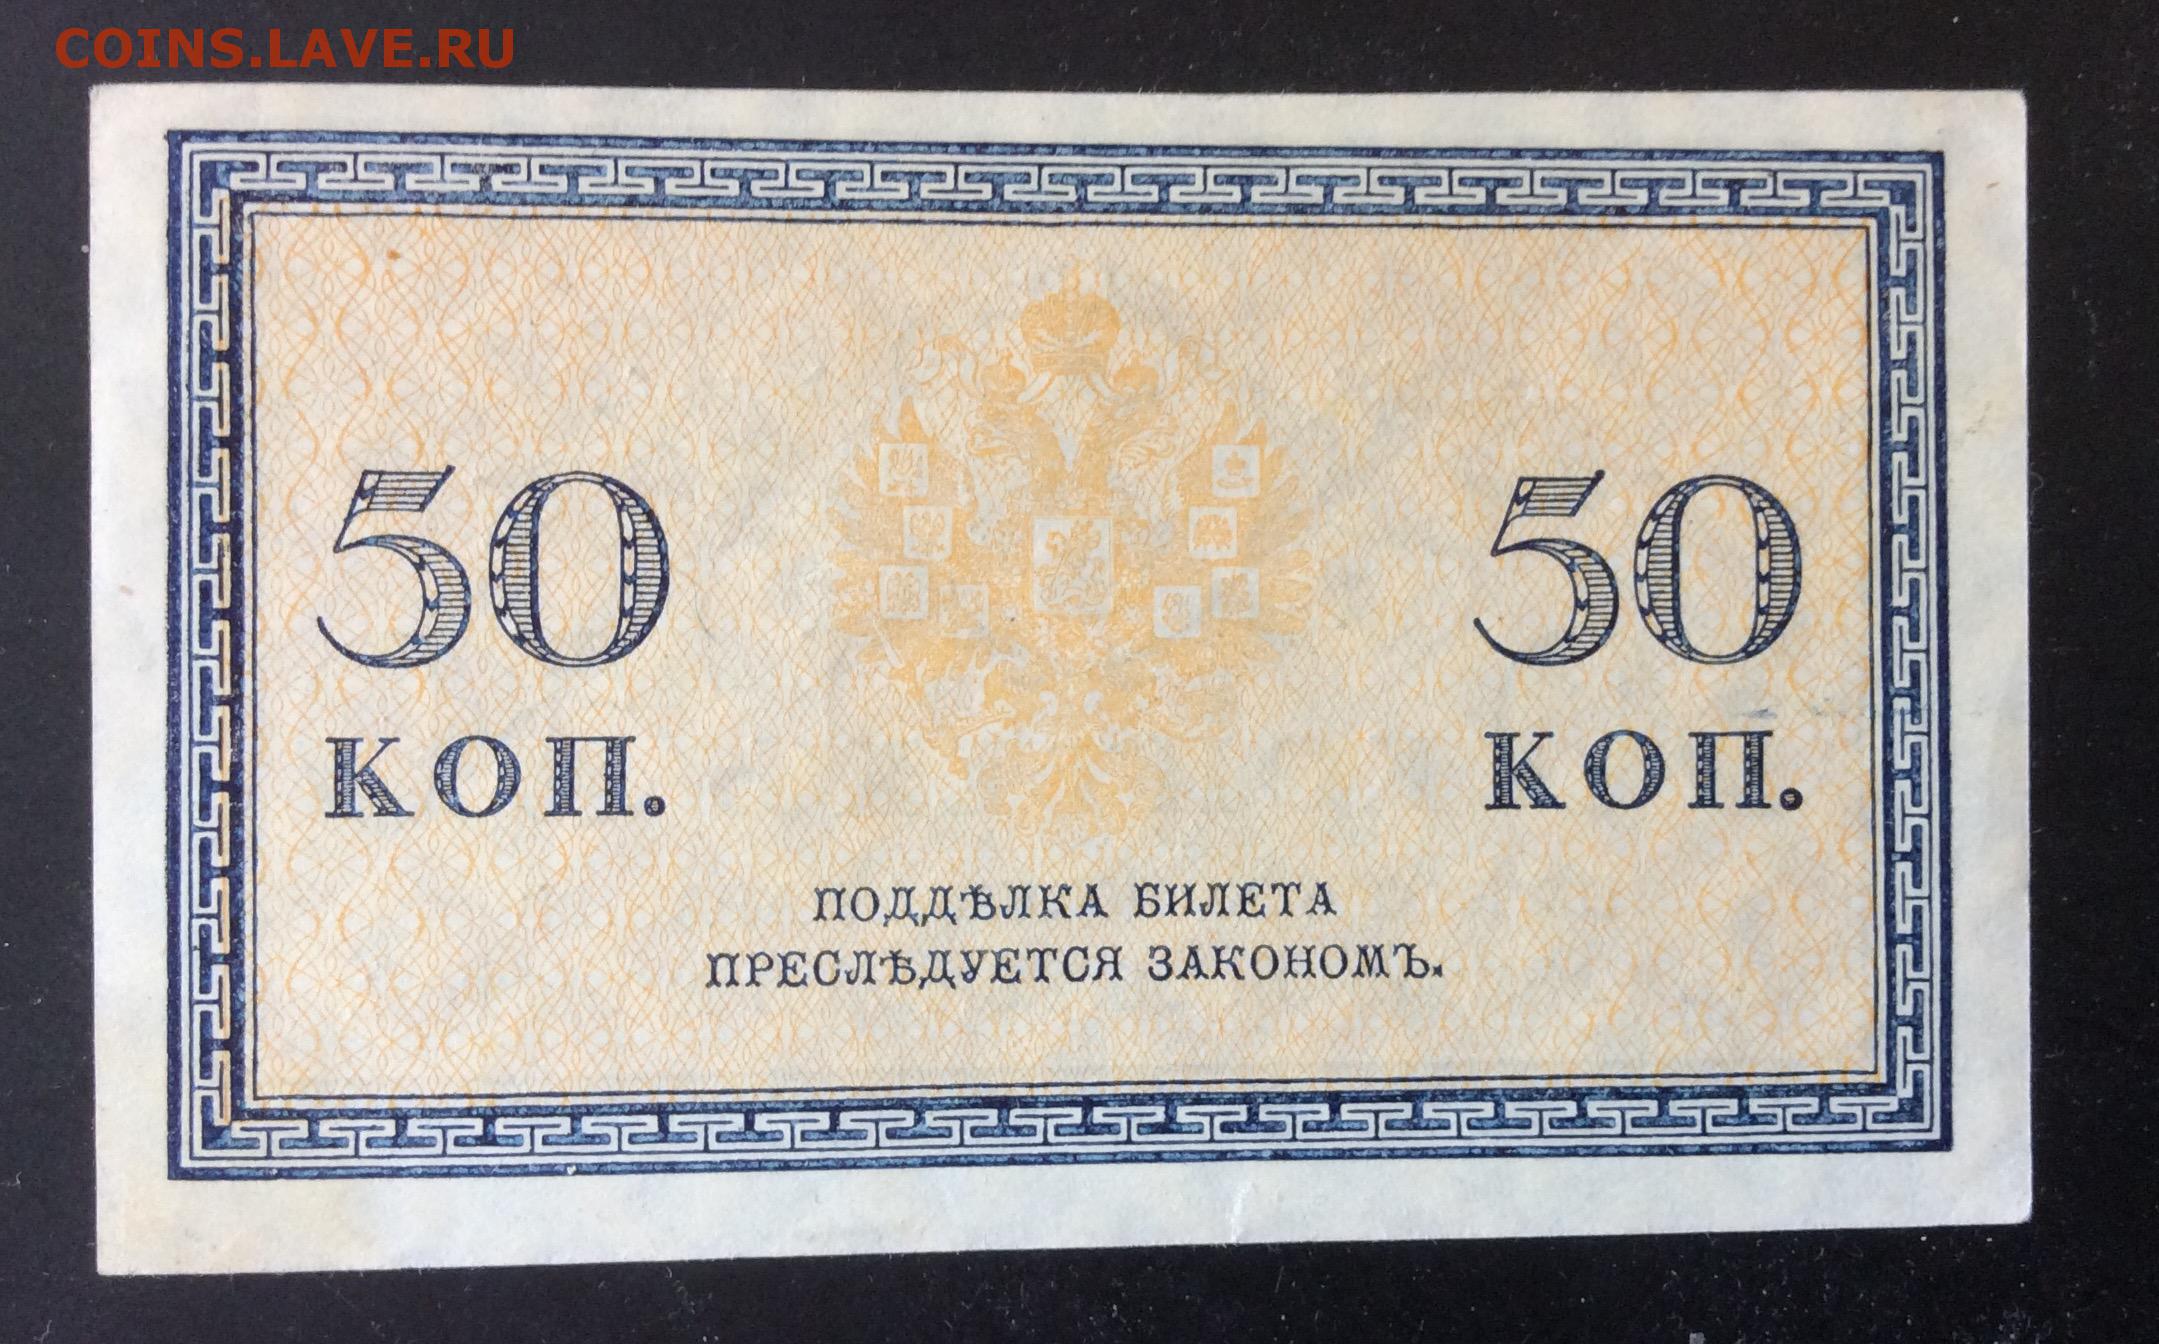 COINS.LAVE.RU
50 50
КОП. КОП.
ПОДДѢЛКА БИЛЕТА
ПРЕСЛѢДУЕТСЯ ЗАКОНОМЪ.